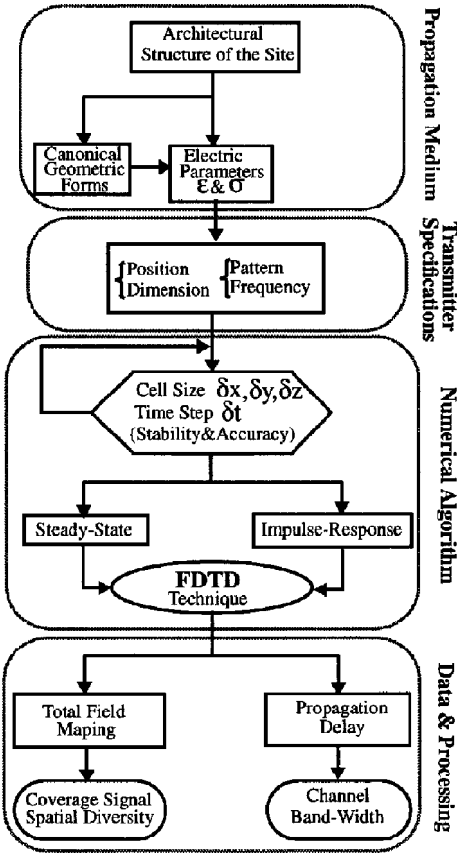 Architectural
Structure of the Site
Canonical
Geometric
Forms
Electric
Parameters
ε & σ
Propagation Medium
{Position
Dimension
{Pattern
Frequency
Transmitter
Specifications
Cell Size δx,δy,δz
Time Step δt
(Stability&Accuracy)
Steady-State
Impulse-Response
FDTD
Technique
Numerical Algorithm
Total Field
Maping
Propagation
Delay
Coverage Signal
Spatial Diversity
Channel
Band-Width
Data & Processing